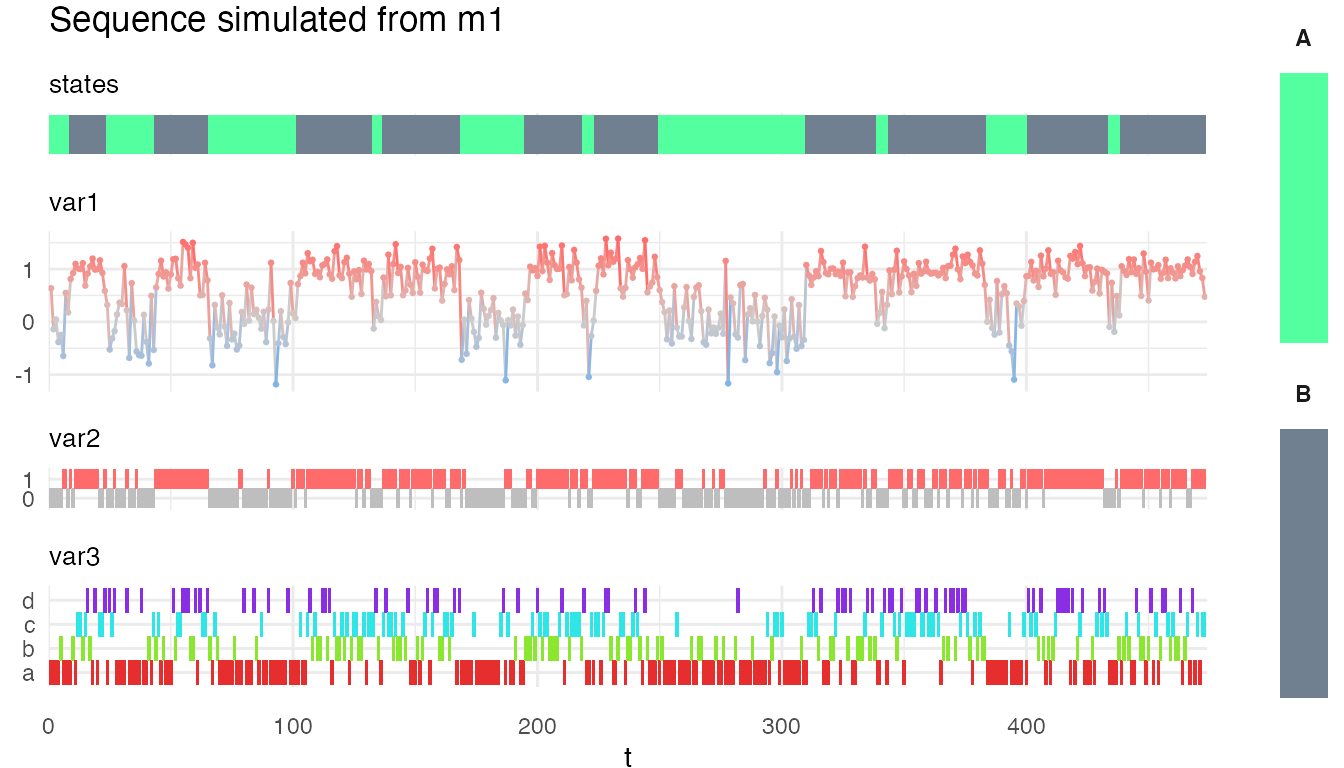 Sequence simulated from m1
A
states
var1
1
0
-1
B
var2
1
0
var3
d
c
b
a
0 100 200 300 400
t